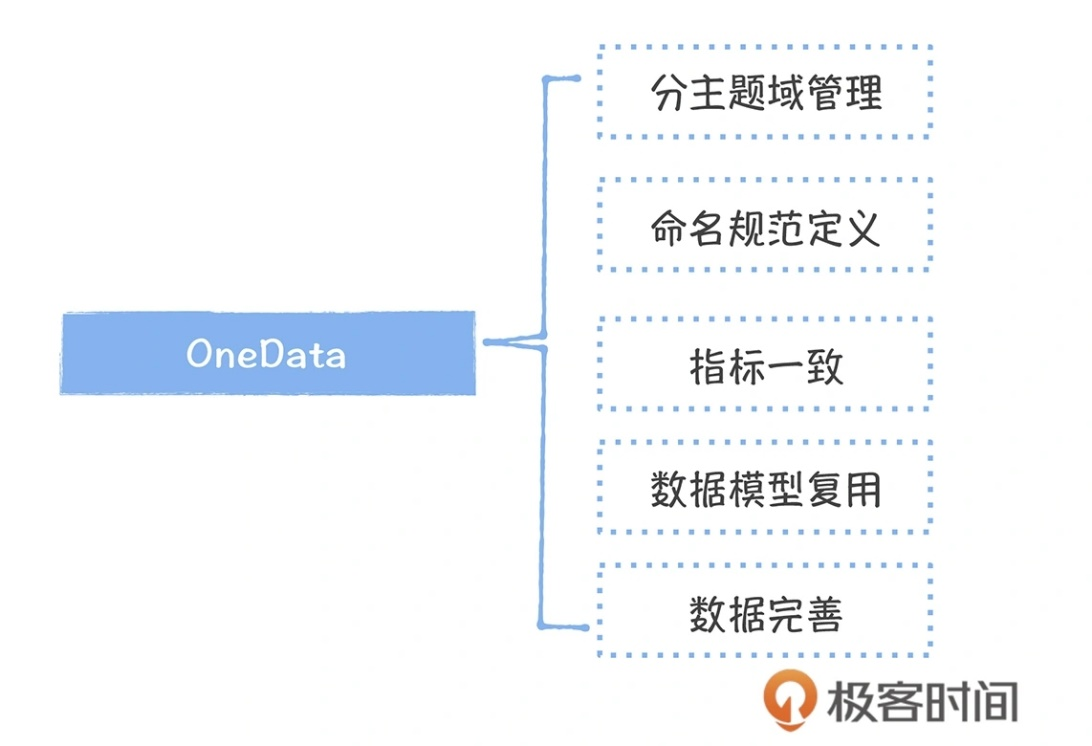 分主题域管理
命名规范定义
OneData
指标一致
数据模型复用
数据完善
极客时间